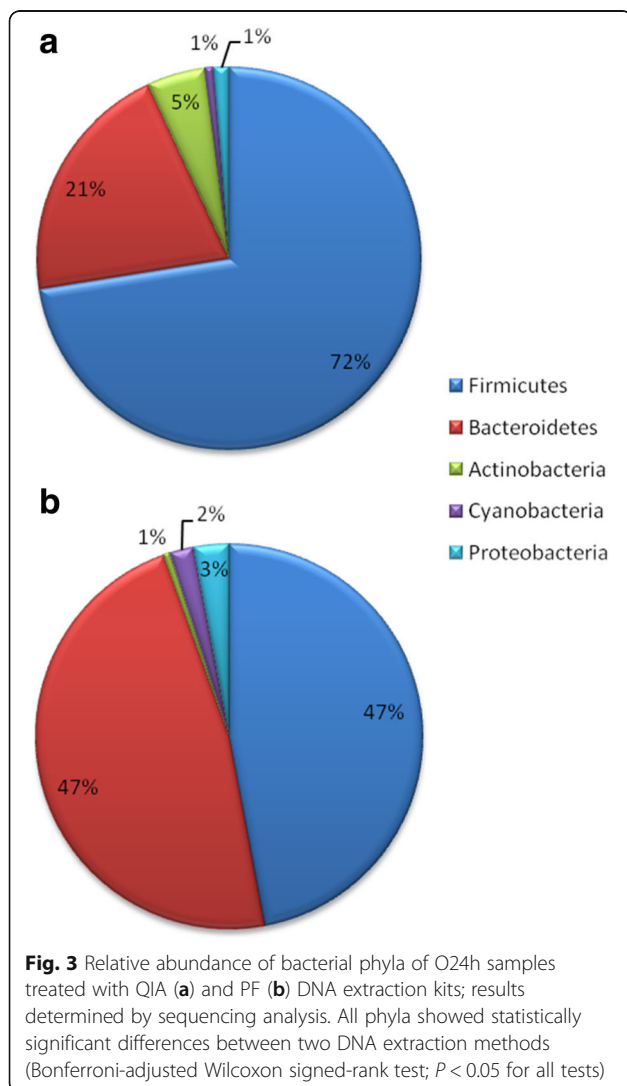 a
1%
1%
5%
21%
72%
Firmicutes
Bacteroidetes
Actinobacteria
Cyanobacteria
Proteobacteria
b
2%
1%
3%
47%
47%
Fig. 3 Relative abundance of bacterial phyla of O24h samples
treated with QIA (a) and PF (b) DNA extraction kits; results
determined by sequencing analysis. All phyla showed statistically
significant differences between two DNA extraction methods
(Bonferroni-adjusted Wilcoxon signed-rank test; P < 0.05 for all tests)